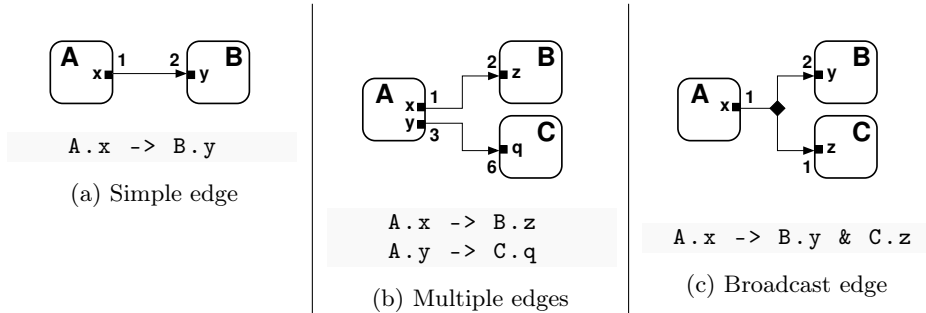 A
1
2
B
x
y
A.x -> B.y
(a) Simple edge
2
B
z
A
1
x
y
3
C
q
6
A.x -> B.z
A.y -> C.q
(b) Multiple edges
2
B
y
A
1
x
C
z
1
A.x -> B.y & C.z
(c) Broadcast edge